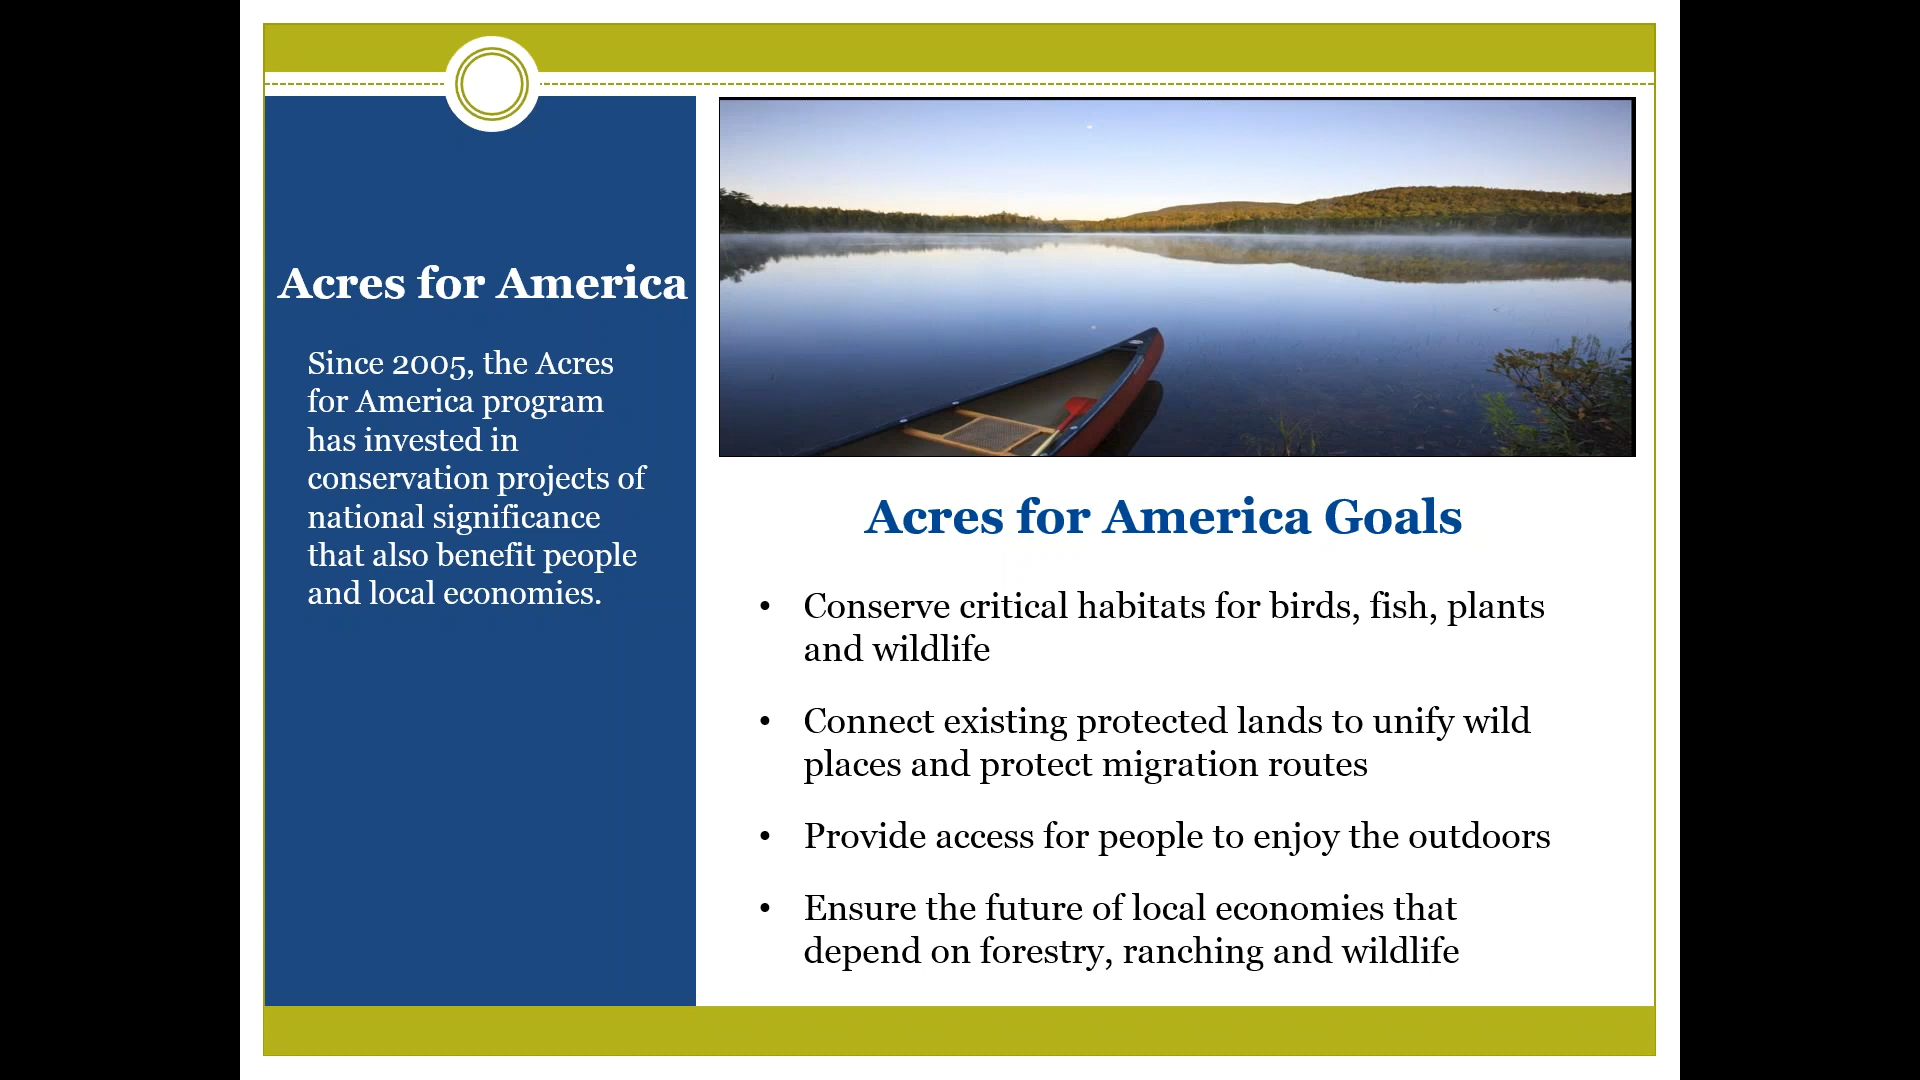 Acres for America
Since 2005, the Acres
for America program
has invested in
conservation projects of
national significance
that also benefit people
and local economies.
Acres for America Goals
• Conserve critical habitats for birds, fish, plants
and wildlife
• Connect existing protected lands to unify wild
places and protect migration routes
• Provide access for people to enjoy the outdoors
• Ensure the future of local economies that
depend on forestry, ranching and wildlife